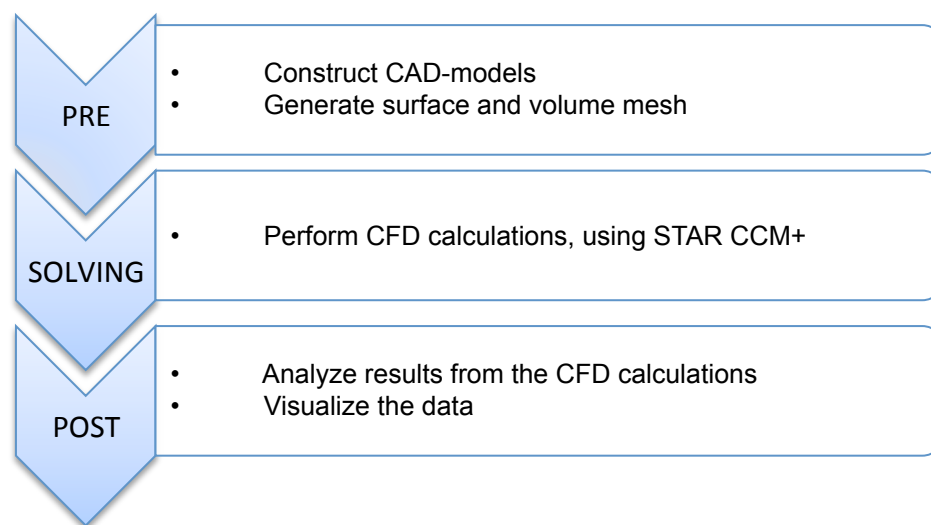 PRE
• Construct CAD-models
• Generate surface and volume mesh
SOLVING
• Perform CFD calculations, using STAR CCM+
POST
• Analyze results from the CFD calculations
• Visualize the data